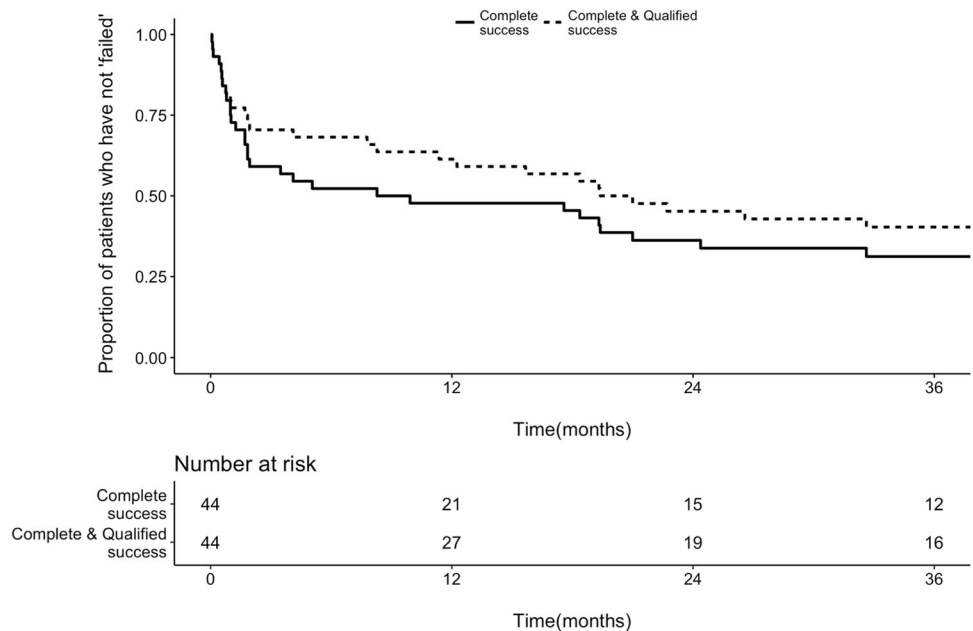 Complete success
Complete & Qualified success
Proportion of patients who have not 'failed'
1.00
0.75
0.50
0.25
0.00
0 12 24 36
Time(months)
Number at risk
Complete success 44 21 15 12
Complete & Qualified success 44 27 19 16
0 12 24 36
Time(months)